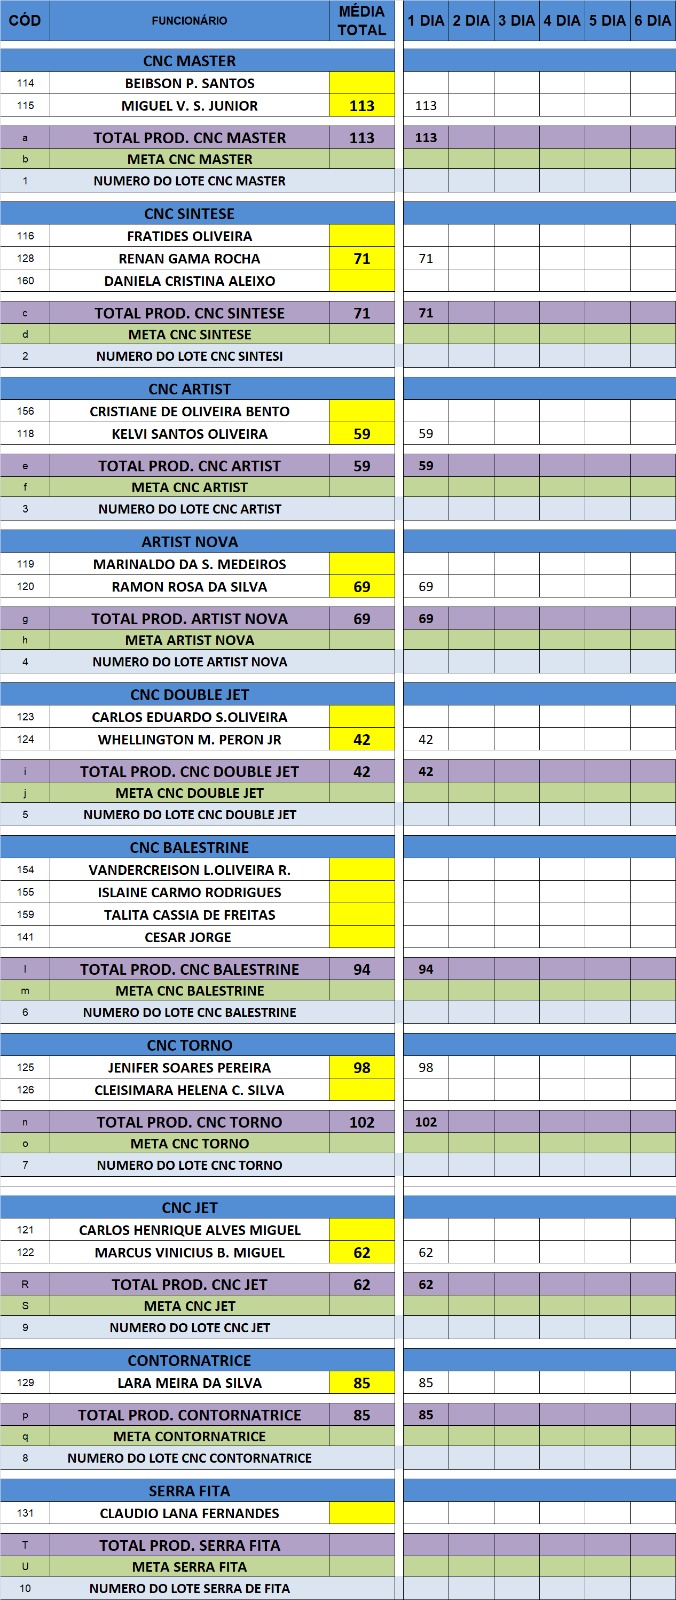 CÓD FUNCIONÁRIO MÉDIA TOTAL 1 DIA 2 DIA 3 DIA 4 DIA 5 DIA 6 DIA
CNC MASTER
114 BEIBSON P. SANTOS
115 MIGUEL V. S. JUNIOR 113 113
a TOTAL PROD. CNC MASTER 113 113
b META CNC MASTER
1 NUMERO DO LOTE CNC MASTER
CNC SINTESE
116 FRATIDES OLIVEIRA
128 RENAN GAMA ROCHA 71 71
160 DANIELA CRISTINA ALEIXO
c TOTAL PROD. CNC SINTESE 71 71
d META CNC SINTESE
2 NUMERO DO LOTE CNC SINTESI
CNC ARTIST
156 CRISTIANE DE OLIVEIRA BENTO
118 KELVI SANTOS OLIVEIRA 59 59
e TOTAL PROD. CNC ARTIST 59 59
f META CNC ARTIST
3 NUMERO DO LOTE CNC ARTIST
ARTIST NOVA
119 MARINALDO DA S. MEDEIROS
120 RAMON ROSA DA SILVA 69 69
g TOTAL PROD. ARTIST NOVA 69 69
h META ARTIST NOVA
4 NUMERO DO LOTE ARTIST NOVA
CNC DOUBLE JET
123 CARLOS EDUARDO S.OLIVEIRA
124 WHELLINGTON M. PERON JR 42 42
i TOTAL PROD. CNC DOUBLE JET 42 42
j META CNC DOUBLE JET
5 NUMERO DO LOTE CNC DOUBLE JET
CNC BALESTRINE
154 VANDERCREISON L.OLIVEIRA R.
155 ISLAINE CARMO RODRIGUES
159 TALITA CASSIA DE FREITAS
141 CESAR JORGE
l TOTAL PROD. CNC BALESTRINE 94 94
m META CNC BALESTRINE
6 NUMERO DO LOTE CNC BALESTRINE
CNC TORNO
125 JENIFER SOARES PEREIRA 98 98
126 CLEISIMARA HELENA C. SILVA
n TOTAL PROD. CNC TORNO 102 102
o META CNC TORNO
7 NUMERO DO LOTE CNC TORNO
CNC JET
121 CARLOS HENRIQUE ALVES MIGUEL
122 MARCUS VINICIUS B. MIGUEL 62 62
R TOTAL PROD. CNC JET 62 62
S META CNC JET
9 NUMERO DO LOTE CNC JET
CONTORNATRICE
129 LARA MEIRA DA SILVA 85 85
p TOTAL PROD. CONTORNATRICE 85 85
q META CONTORNATRICE
8 NUMERO DO LOTE CNC CONTORNATRICE
SERRA FITA
131 CLAUDIO LANA FERNANDES
T TOTAL PROD. SERRA FITA
U META SERRA FITA
10 NUMERO DO LOTE SERRA DE FITA